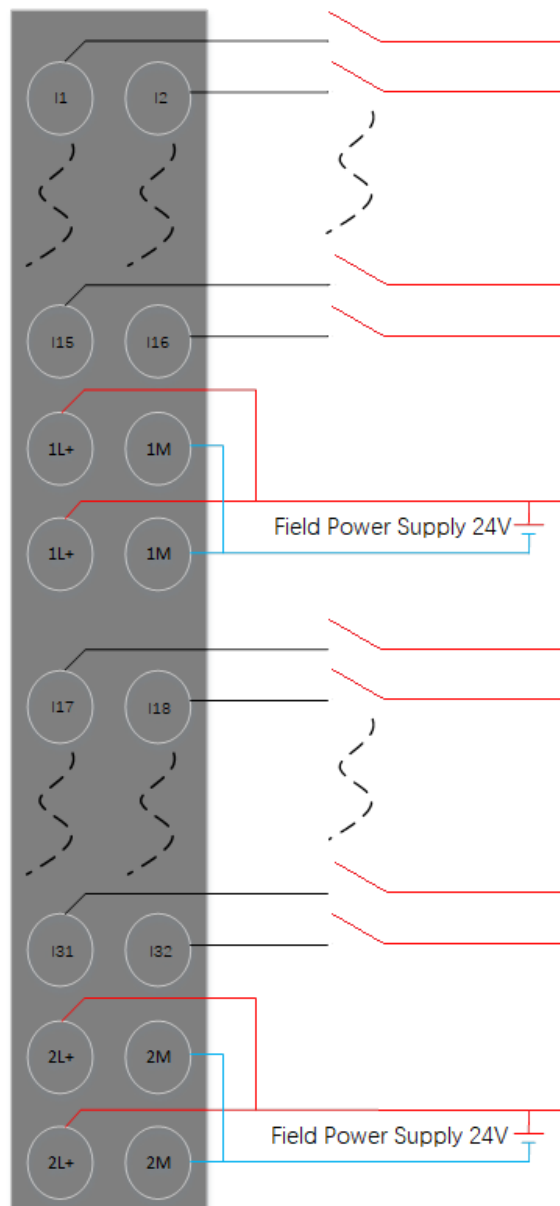 I1 I2
I15 I16
1L+ 1M
Field Power Supply 24V
1L+ 1M
I17 I18
I31 I32
2L+ 2M
Field Power Supply 24V
2L+ 2M